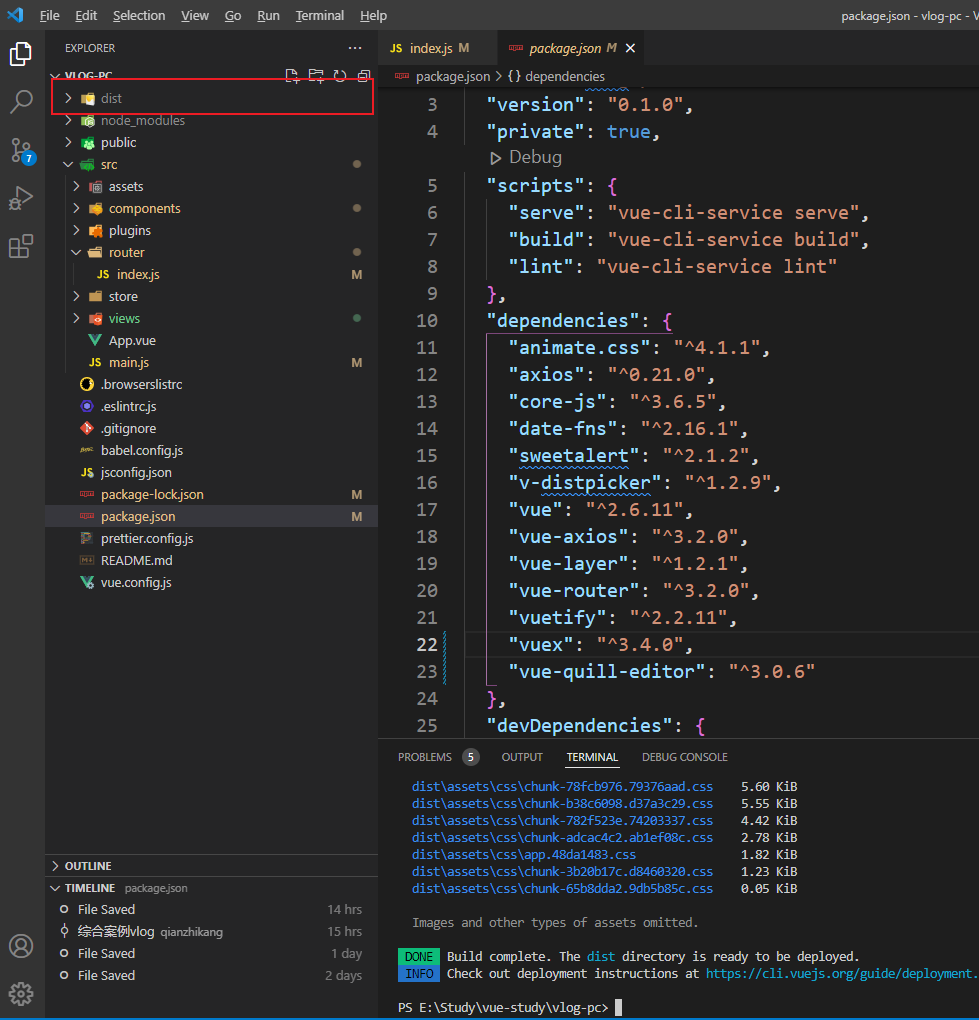 File Edit Selection View Go Run Terminal Help package.json - vlog-pc - V
EXPLORER
VLOG-PC
dist
node_modules
public
src
assets
components
plugins
router
JS index.js M
store
views
App.vue
JS main.js M
.browserslistrc
.eslintrc.js
.gitignore
babel.config.js
JS jsconfig.json
package-lock.json M
package.json M
prettier.config.js
README.md
vue.config.js
OUTLINE
TIMELINE package.json
File Saved 14 hrs
综合案例vlog qianzhikang 15 hrs
File Saved 1 day
File Saved 2 days
7
JS index.js M package.json M
package.json > {} dependencies
3 "version": "0.1.0",
4 "private": true,
Debug
5 "scripts": {
6 "serve": "vue-cli-service serve",
7 "build": "vue-cli-service build",
8 "lint": "vue-cli-service lint"
9 },
10 "dependencies": {
11 "animate.css": "^4.1.1",
12 "axios": "^0.21.0",
13 "core-js": "^3.6.5",
14 "date-fns": "^2.16.1",
15 "sweetalert": "^2.1.2",
16 "v-distpicker": "^1.2.9",
17 "vue": "^2.6.11",
18 "vue-axios": "^3.2.0",
19 "vue-layer": "^1.2.1",
20 "vue-router": "^3.2.0",
21 "vuetify": "^2.2.11",
22 "vuex": "^3.4.0",
23 "vue-quill-editor": "^3.0.6"
24 },
25 "devDependencies": {
PROBLEMS 5 OUTPUT TERMINAL DEBUG CONSOLE
dist\assets\css\chunk-78fcb976.79376aad.css 5.60 KiB
dist\assets\css\chunk-b38c6098.d37a3c29.css 5.55 KiB
dist\assets\css\chunk-782f523e.74203337.css 4.42 KiB
dist\assets\css\chunk-adcac4c2.ab1ef08c.css 2.78 KiB
dist\assets\css\app.48da1483.css 1.82 KiB
dist\assets\css\chunk-3b20b17c.d8460320.css 1.23 KiB
dist\assets\css\chunk-65b8dda2.9db5b85c.css 0.05 KiB
Images and other types of assets omitted.
DONE Build complete. The dist directory is ready to be deployed.
INFO Check out deployment instructions at https://cli.vuejs.org/guide/deployment.
PS E:\Study\vue-study\vlog-pc>